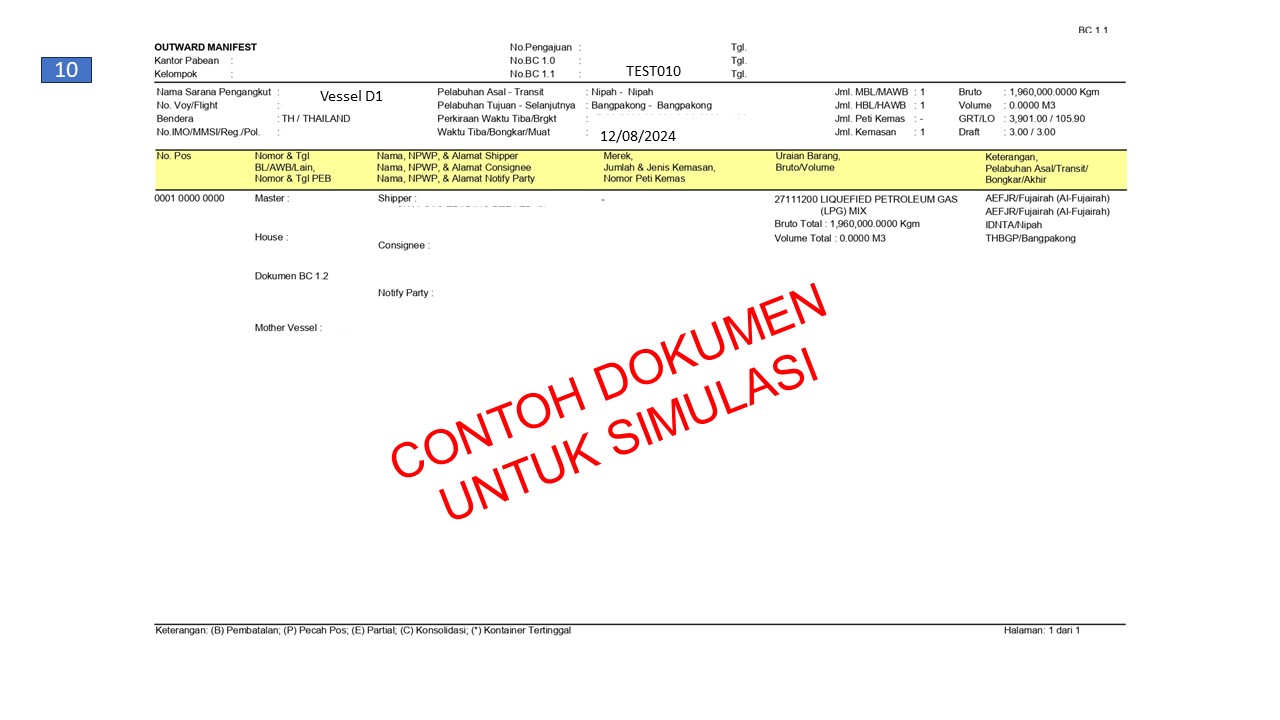 BC 1.1
10
OUTWARD MANIFEST No.Pengajuan : Tgl.
Kantor Pabean : No.BC 1.0 : Tgl.
Kelompok : No.BC 1.1 : TEST010 Tgl.
Nama Sarana Pengangkut : Vessel D1 Pelabuhan Asal - Transit : Nipah - Nipah Jml. MBL/MAWB : 1 Bruto : 1,960,000.0000 Kgm
No. Voy/Flight : Pelabuhan Tujuan - Selanjutnya : Bangpakong - Bangpakong Jml. HBL/HAWB : 1 Volume : 0.0000 M3
Bendera : TH / THAILAND Perkiraan Waktu Tiba/Brgkt : Jml. Peti Kemas : - GRT/LO : 3,901.00 / 105.90
No.IMO/MMSI/Reg./Pol. : Waktu Tiba/Bongkar/Muat : 12/08/2024 Jml. Kemasan : 1 Draft : 3.00 / 3.00
No. Pos Nomor & Tgl Nama, NPWP, & Alamat Shipper Merek, Uraian Barang, Keterangan,
BL/AWB/Lain, Nama, NPWP, & Alamat Consignee Jumlah & Jenis Kemasan, Bruto/Volume Pelabuhan Asal/Transit/
Nomor & Tgl PEB Nama, NPWP, & Alamat Notify Party Nomor Peti Kemas Bongkar/Akhir
0001 0000 0000 Master : Shipper : - 27111200 LIQUEFIED PETROLEUM GAS AEFJR/Fujairah (Al-Fujairah)
(LPG) MIX AEFJR/Fujairah (Al-Fujairah)
Bruto Total : 1,960,000.0000 Kgm IDNTA/Nipah
House : Volume Total : 0.0000 M3 THBGP/Bangpakong
Consignee :
Dokumen BC 1.2
Notify Party :
Mother Vessel :
CONTOH DOKUMEN
UNTUK SIMULASI
Keterangan: (B) Pembatalan; (P) Pecah Pos; (E) Partial; (C) Konsolidasi; (*) Kontainer Tertinggal Halaman: 1 dari 1